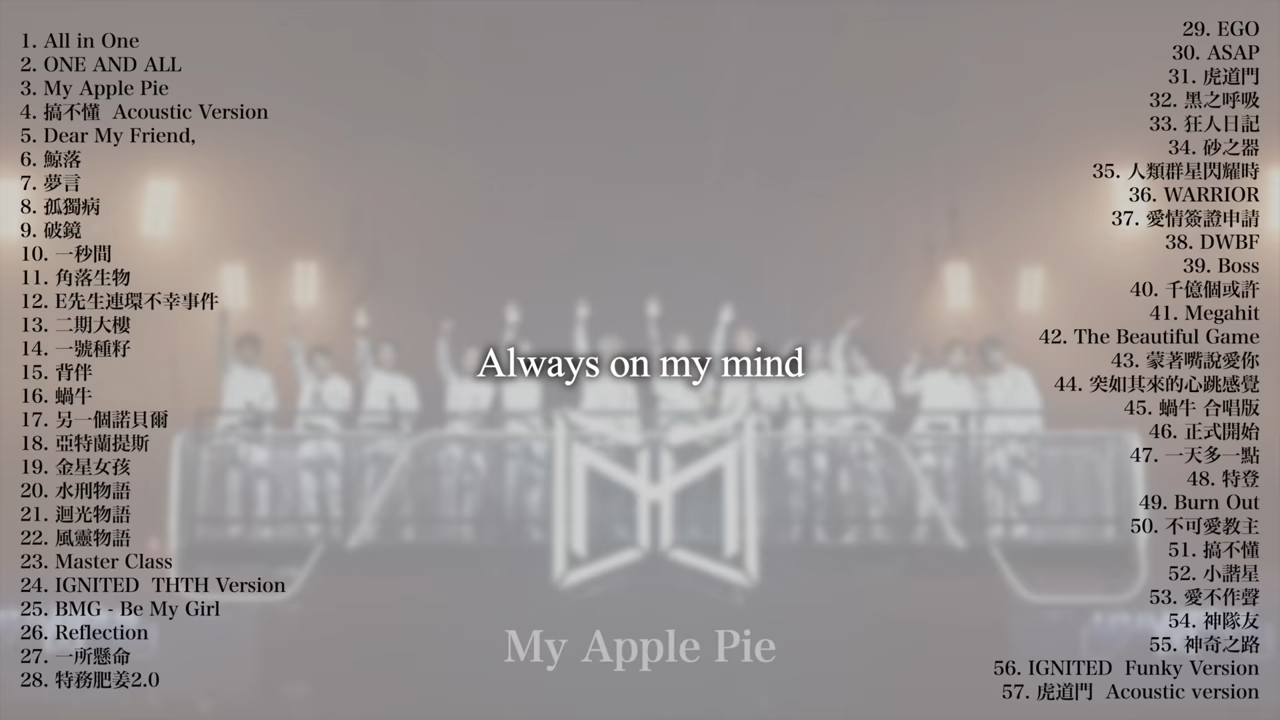 1. All in One
2. ONE AND ALL
3. My Apple Pie
4. 搞不懂 Acoustic Version
5. Dear My Friend,
6. 鯨落
7. 夢言
8. 孤獨病
9. 破鏡
10. 一秒間
11. 角落生物
12. E先生連環不幸事件
13. 二期大樓
14. 一號種籽
15. 背伴
16. 蝸牛
17. 另一個諾貝爾
18. 亞特蘭提斯
19. 金星女孩
20. 水刑物語
21. 迴光物語
22. 風靈物語
23. Master Class
24. IGNITED THTH Version
25. BMG - Be My Girl
26. Reflection
27. 一所懸命
28. 特務肥姜2.0
Always on my mind
My Apple Pie
29. EGO
30. ASAP
31. 虎道門
32. 黑之呼吸
33. 狂人日記
34. 砂之器
35. 人類群星閃耀時
36. WARRIOR
37. 愛情簽證申請
38. DWBF
39. Boss
40. 千億個或許
41. Megahit
42. The Beautiful Game
43. 蒙著嘴說愛你
44. 突如其來的心跳感覺
45. 蝸牛 合唱版
46. 正式開始
47. 一天多一點
48. 特登
49. Burn Out
50. 不可愛教主
51. 搞不懂
52. 小諧星
53. 愛不作聲
54. 神隊友
55. 神奇之路
56. IGNITED Funky Version
57. 虎道門 Acoustic version